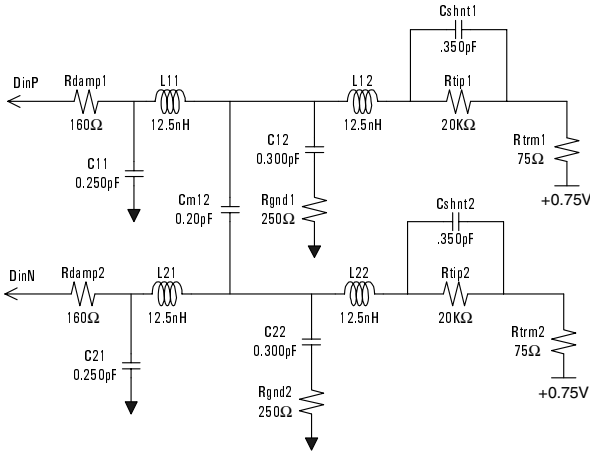 Cshnt1
.350pF
DinP
Rdamp1
L11
L12
Rtip1
160Ω
12.5nH
12.5nH
20KΩ
Rtrm1
75Ω
C12
0.300pF
C11
0.250pF
Cm12
0.20pF
Rgnd1
250Ω
+0.75V
Cshnt2
.350pF
DinN
Rdamp2
L21
L22
Rtip2
160Ω
12.5nH
12.5nH
20KΩ
Rtrm2
75Ω
C22
0.300pF
C21
0.250pF
Rgnd2
250Ω
+0.75V